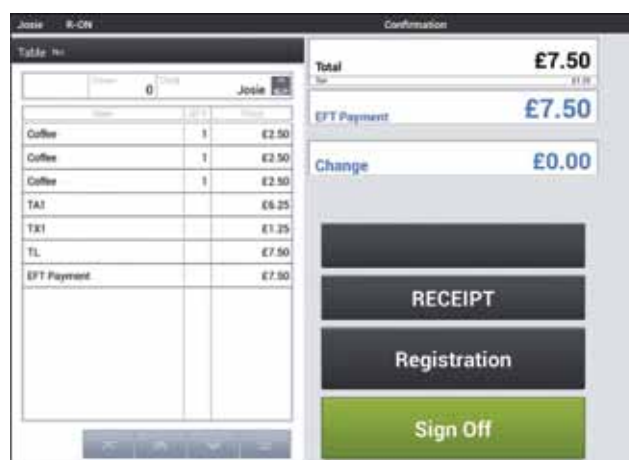 Josie R-ON
Confirmation
Table No
0 Josie
Coffee 1 £2.50
Coffee 1 £2.50
Coffee 1 £2.50
TA1 £6.25
TX1 £1.25
TL £7.50
EFT Payment £7.50
Total £7.50
EFT Payment £7.50
Change £0.00
RECEIPT
Registration
Sign Off